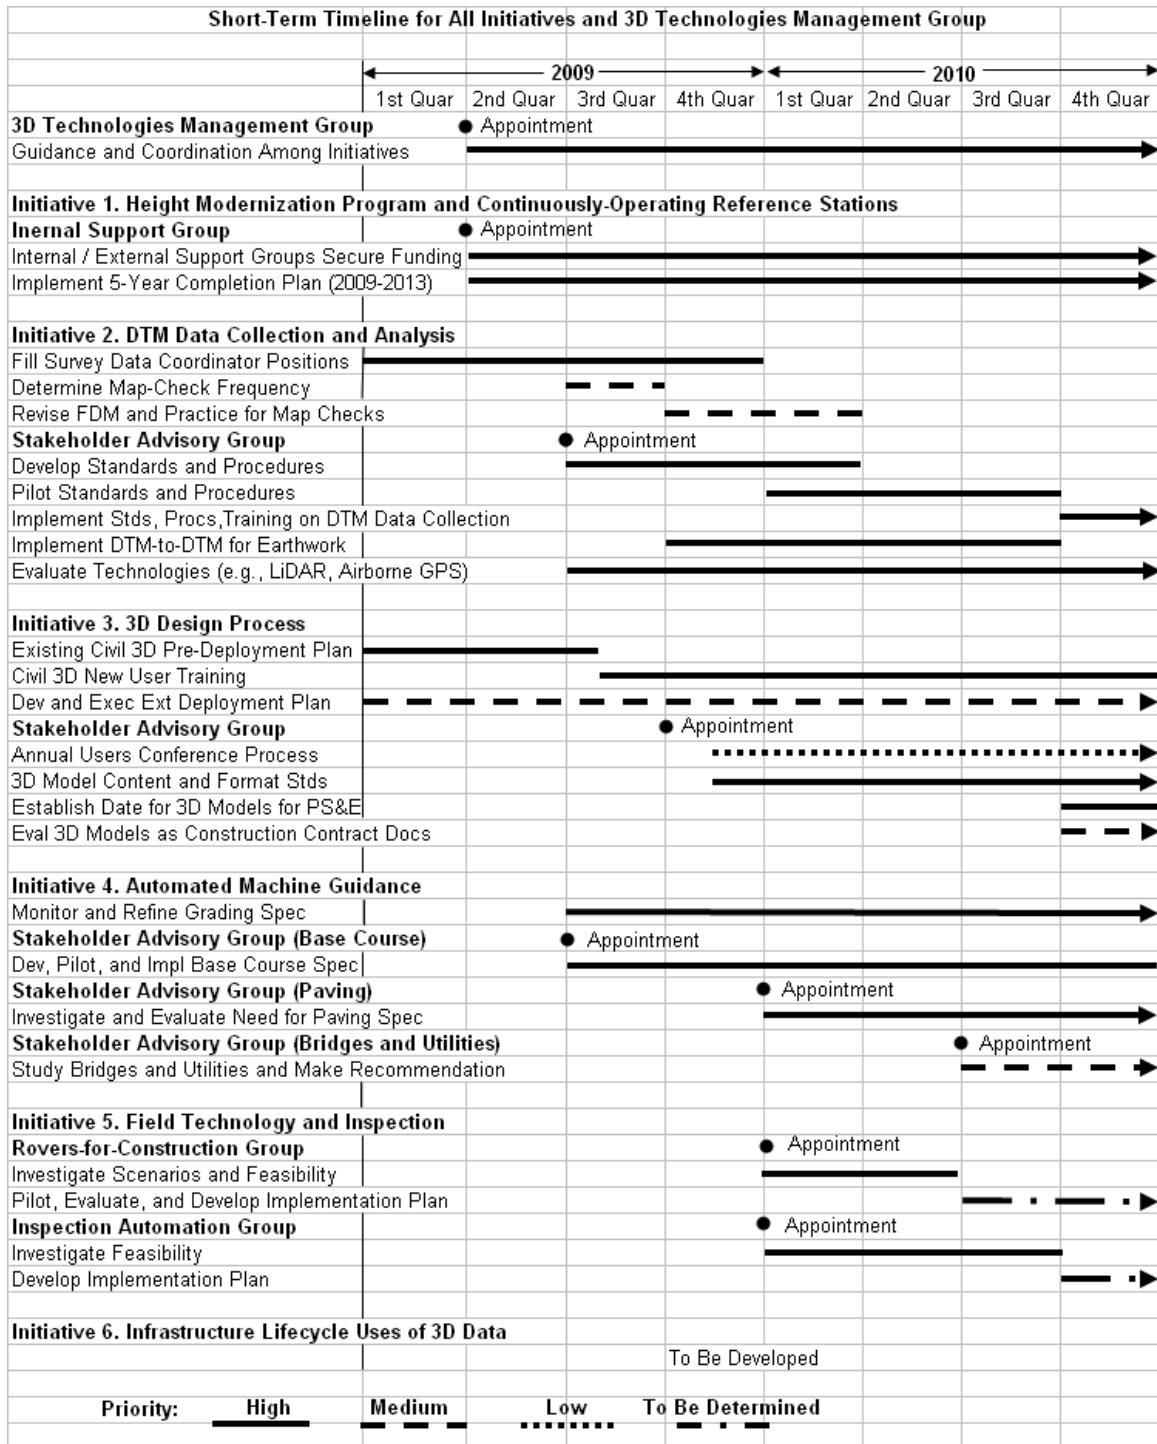 Short-Term Timeline for All Initiatives and 3D Technologies Management Group
2009 2010
1st Quar 2nd Quar 3rd Quar 4th Quar 1st Quar 2nd Quar 3rd Quar 4th Quar
3D Technologies Management Group Appointment
Guidance and Coordination Among Initiatives
Initiative 1. Height Modernization Program and Continuously-Operating Reference Stations
Inernal Support Group Appointment
Internal / External Support Groups Secure Funding
Implement 5-Year Completion Plan (2009-2013)
Initiative 2. DTM Data Collection and Analysis
Fill Survey Data Coordinator Positions
Determine Map-Check Frequency
Revise FDM and Practice for Map Checks
Stakeholder Advisory Group Appointment
Develop Standards and Procedures
Pilot Standards and Procedures
Implement Stds, Procs,Training on DTM Data Collection
Implement DTM-to-DTM for Earthwork
Evaluate Technologies (e.g., LiDAR, Airborne GPS)
Initiative 3. 3D Design Process
Existing Civil 3D Pre-Deployment Plan
Civil 3D New User Training
Dev and Exec Ext Deployment Plan
Stakeholder Advisory Group Appointment
Annual Users Conference Process
3D Model Content and Format Stds
Establish Date for 3D Models for PS&E
Eval 3D Models as Construction Contract Docs
Initiative 4. Automated Machine Guidance
Monitor and Refine Grading Spec
Stakeholder Advisory Group (Base Course) Appointment
Dev, Pilot, and Impl Base Course Spec
Stakeholder Advisory Group (Paving) Appointment
Investigate and Evaluate Need for Paving Spec
Stakeholder Advisory Group (Bridges and Utilities) Appointment
Study Bridges and Utilities and Make Recommendation
Initiative 5. Field Technology and Inspection
Rovers-for-Construction Group Appointment
Investigate Scenarios and Feasibility
Pilot, Evaluate, and Develop Implementation Plan
Inspection Automation Group Appointment
Investigate Feasibility
Develop Implementation Plan
Initiative 6. Infrastructure Lifecycle Uses of 3D Data
To Be Developed
Priority: High Medium Low To Be Determined